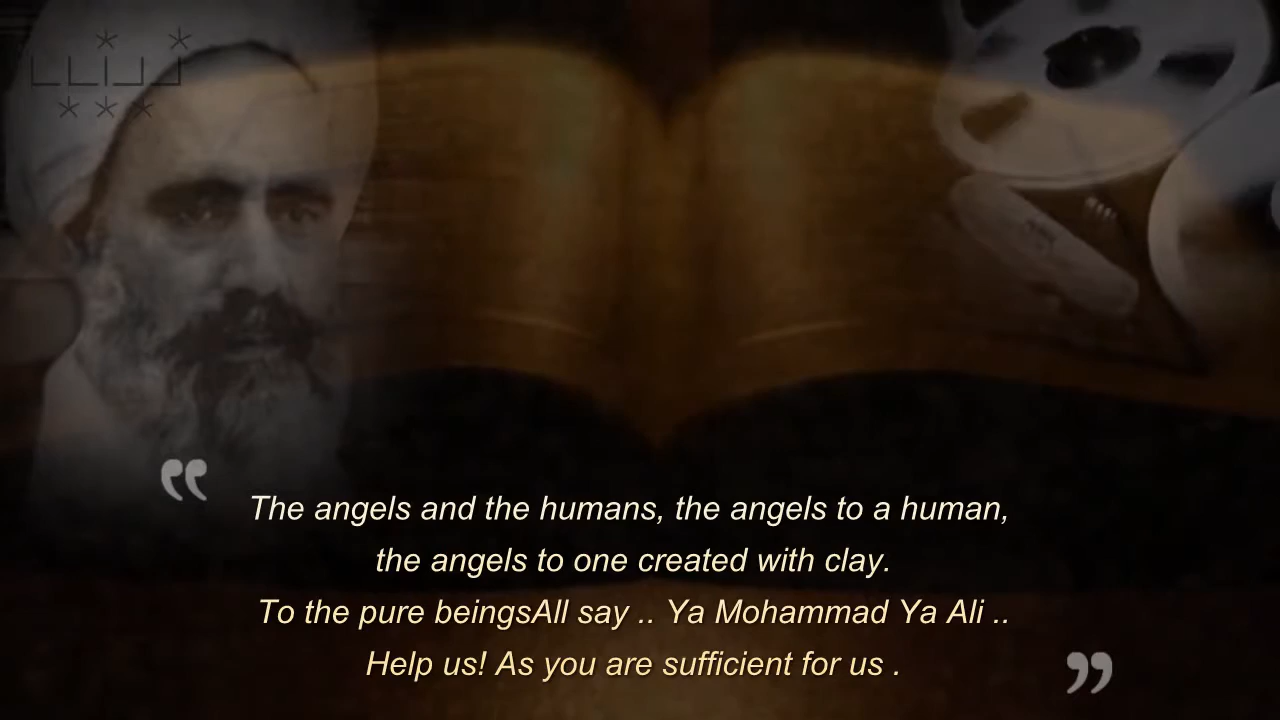 The angels and the humans, the angels to a human,
the angels to one created with clay.
To the pure beingsAll say .. Ya Mohammad Ya Ali ..
Help us! As you are sufficient for us .